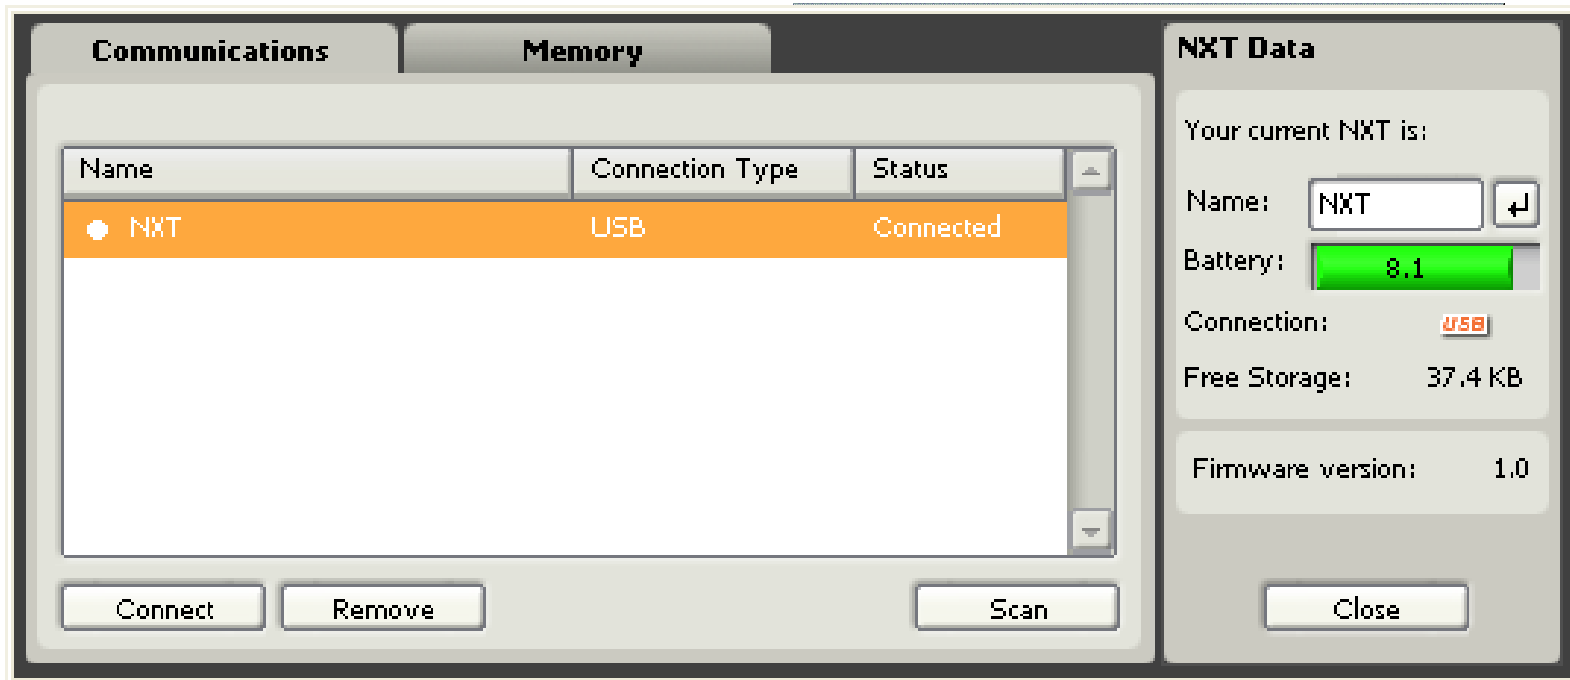 Communications Memory
Name Connection Type Status
NXT USB Connected
Connect Remove Scan
NXT Data
Your current NXT is:
Name: NXT
Battery: 8.1
Connection: USB
Free Storage: 37.4 KB
Firmware version: 1.0
Close